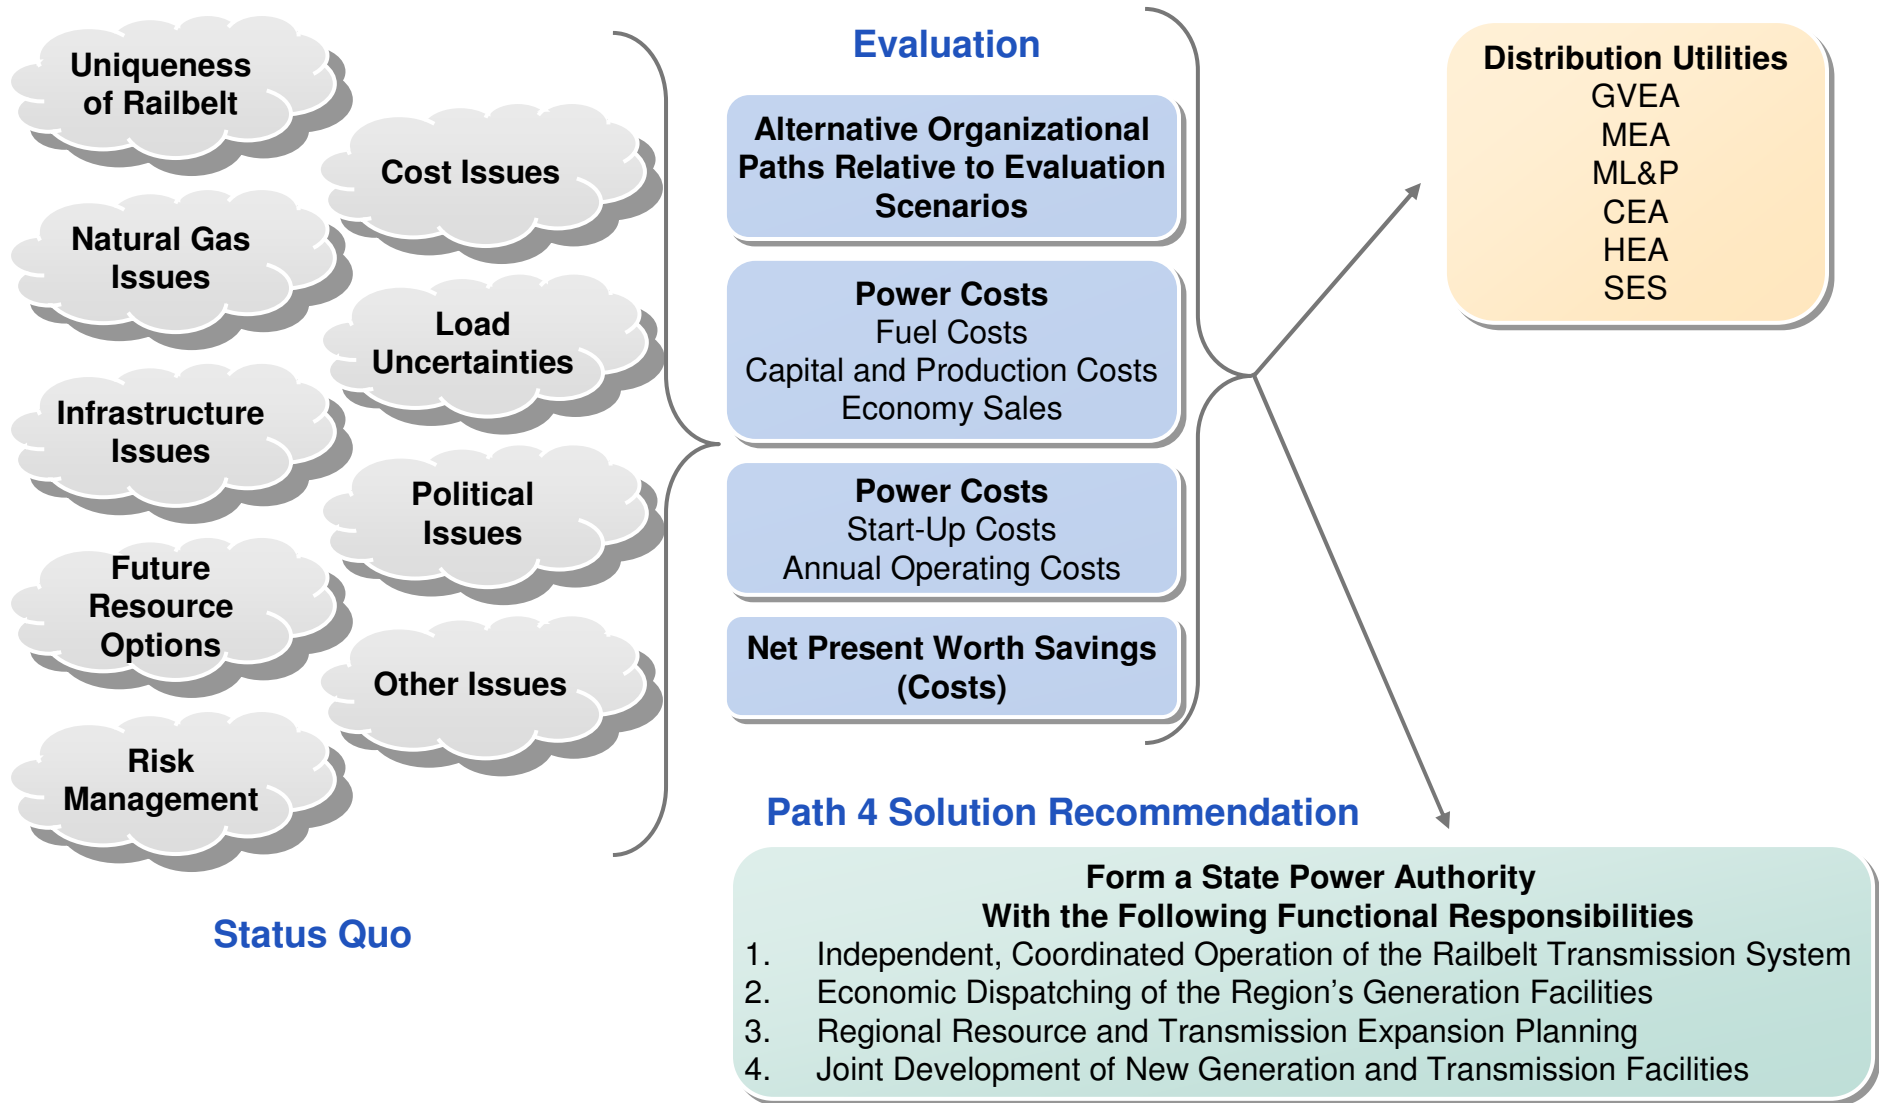 Uniqueness
of Railbelt
Cost Issues
Natural Gas
Issues
Load
Uncertainties
Infrastructure
Issues
Political
Issues
Future
Resource
Options
Other Issues
Risk
Management
Status Quo
Evaluation
Alternative Organizational
Paths Relative to Evaluation
Scenarios
Power Costs
Fuel Costs
Capital and Production Costs
Economy Sales
Power Costs
Start-Up Costs
Annual Operating Costs
Net Present Worth Savings
(Costs)
Distribution Utilities
GVEA
MEA
ML&P
CEA
HEA
SES
Path 4 Solution Recommendation
Form a State Power Authority
With the Following Functional Responsibilities
1. Independent, Coordinated Operation of the Railbelt Transmission System
2. Economic Dispatching of the Region’s Generation Facilities
3. Regional Resource and Transmission Expansion Planning
4. Joint Development of New Generation and Transmission Facilities